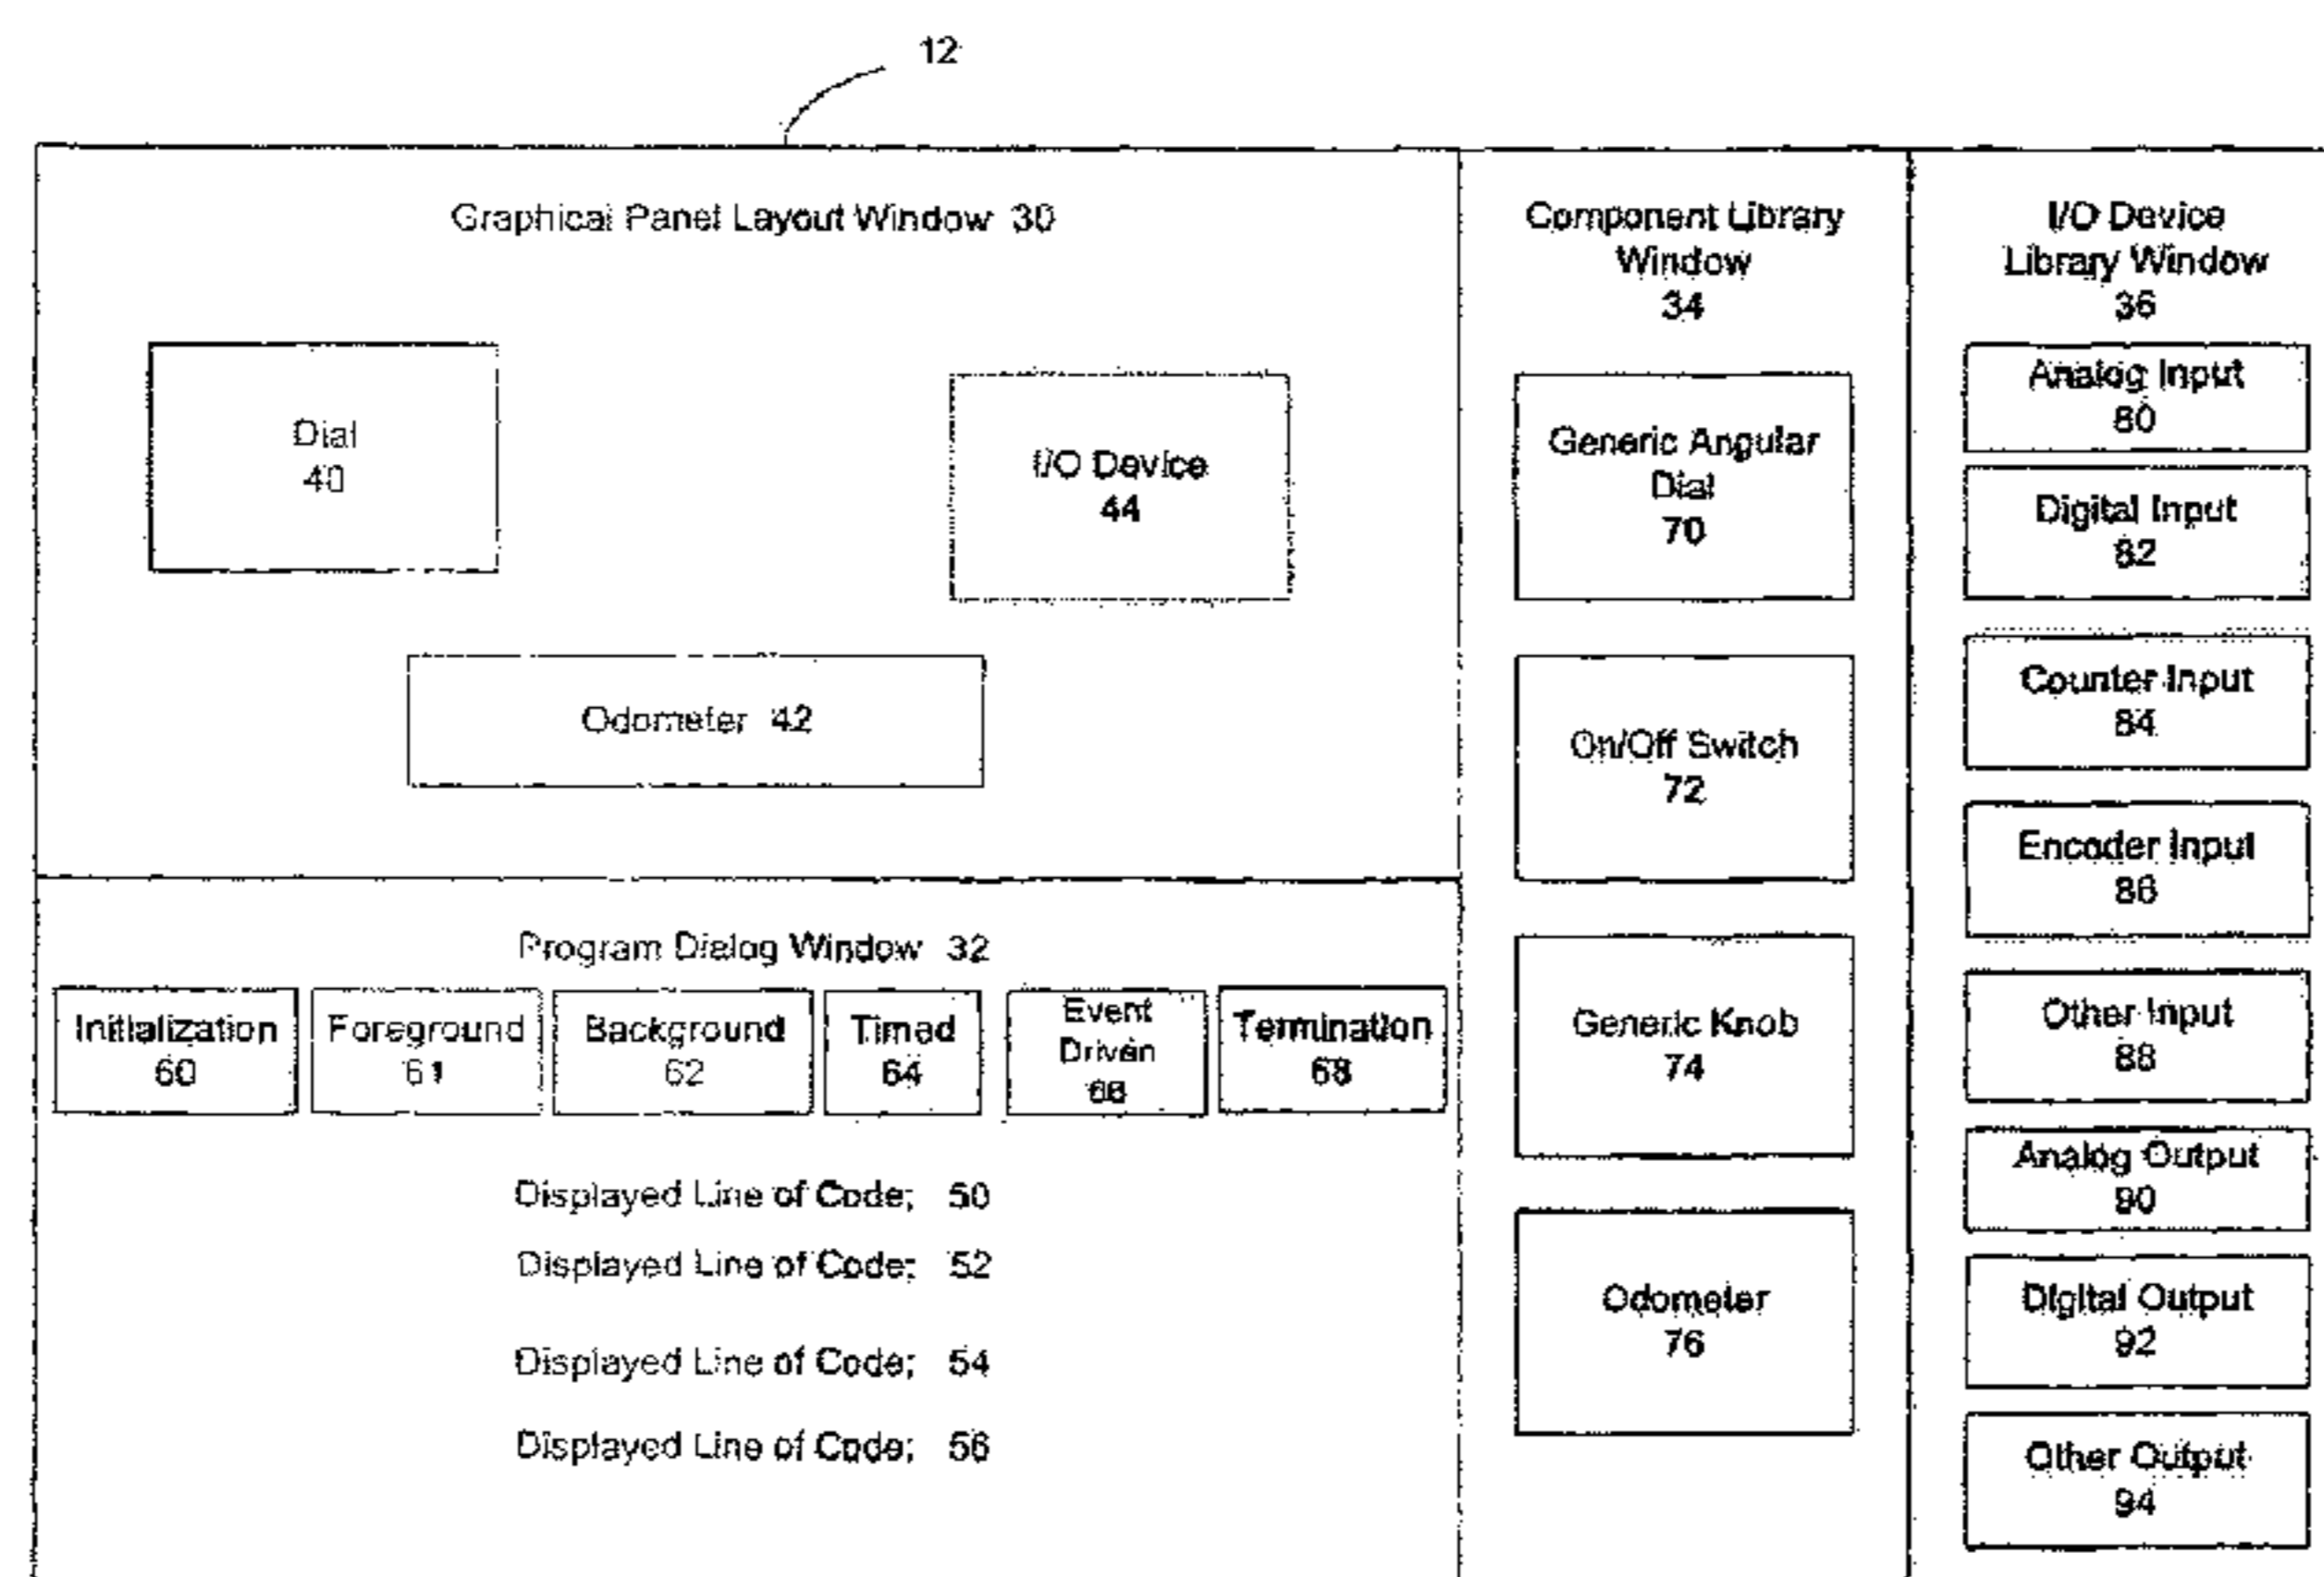 12
Graphical Panel Layout Window 30
Dial
40
I/O Device
44
Odometer 42
Program Dialog Window 32
Initialization
60
Foreground
61
Background
62
Timed
64
Event
Driven
66
Termination
68
Displayed Line of Code; 50
Displayed Line of Code; 52
Displayed Line of Code; 54
Displayed Line of Code; 56
Component Library
Window
34
Generic Angular
Dial
70
On/Off Switch
72
Generic Knob
74
Odometer
76
I/O Device
Library Window
36
Analog Input
80
Digital Input
82
Counter Input
84
Encoder Input
86
Other Input
88
Analog Output
90
Digital Output
92
Other Output
94